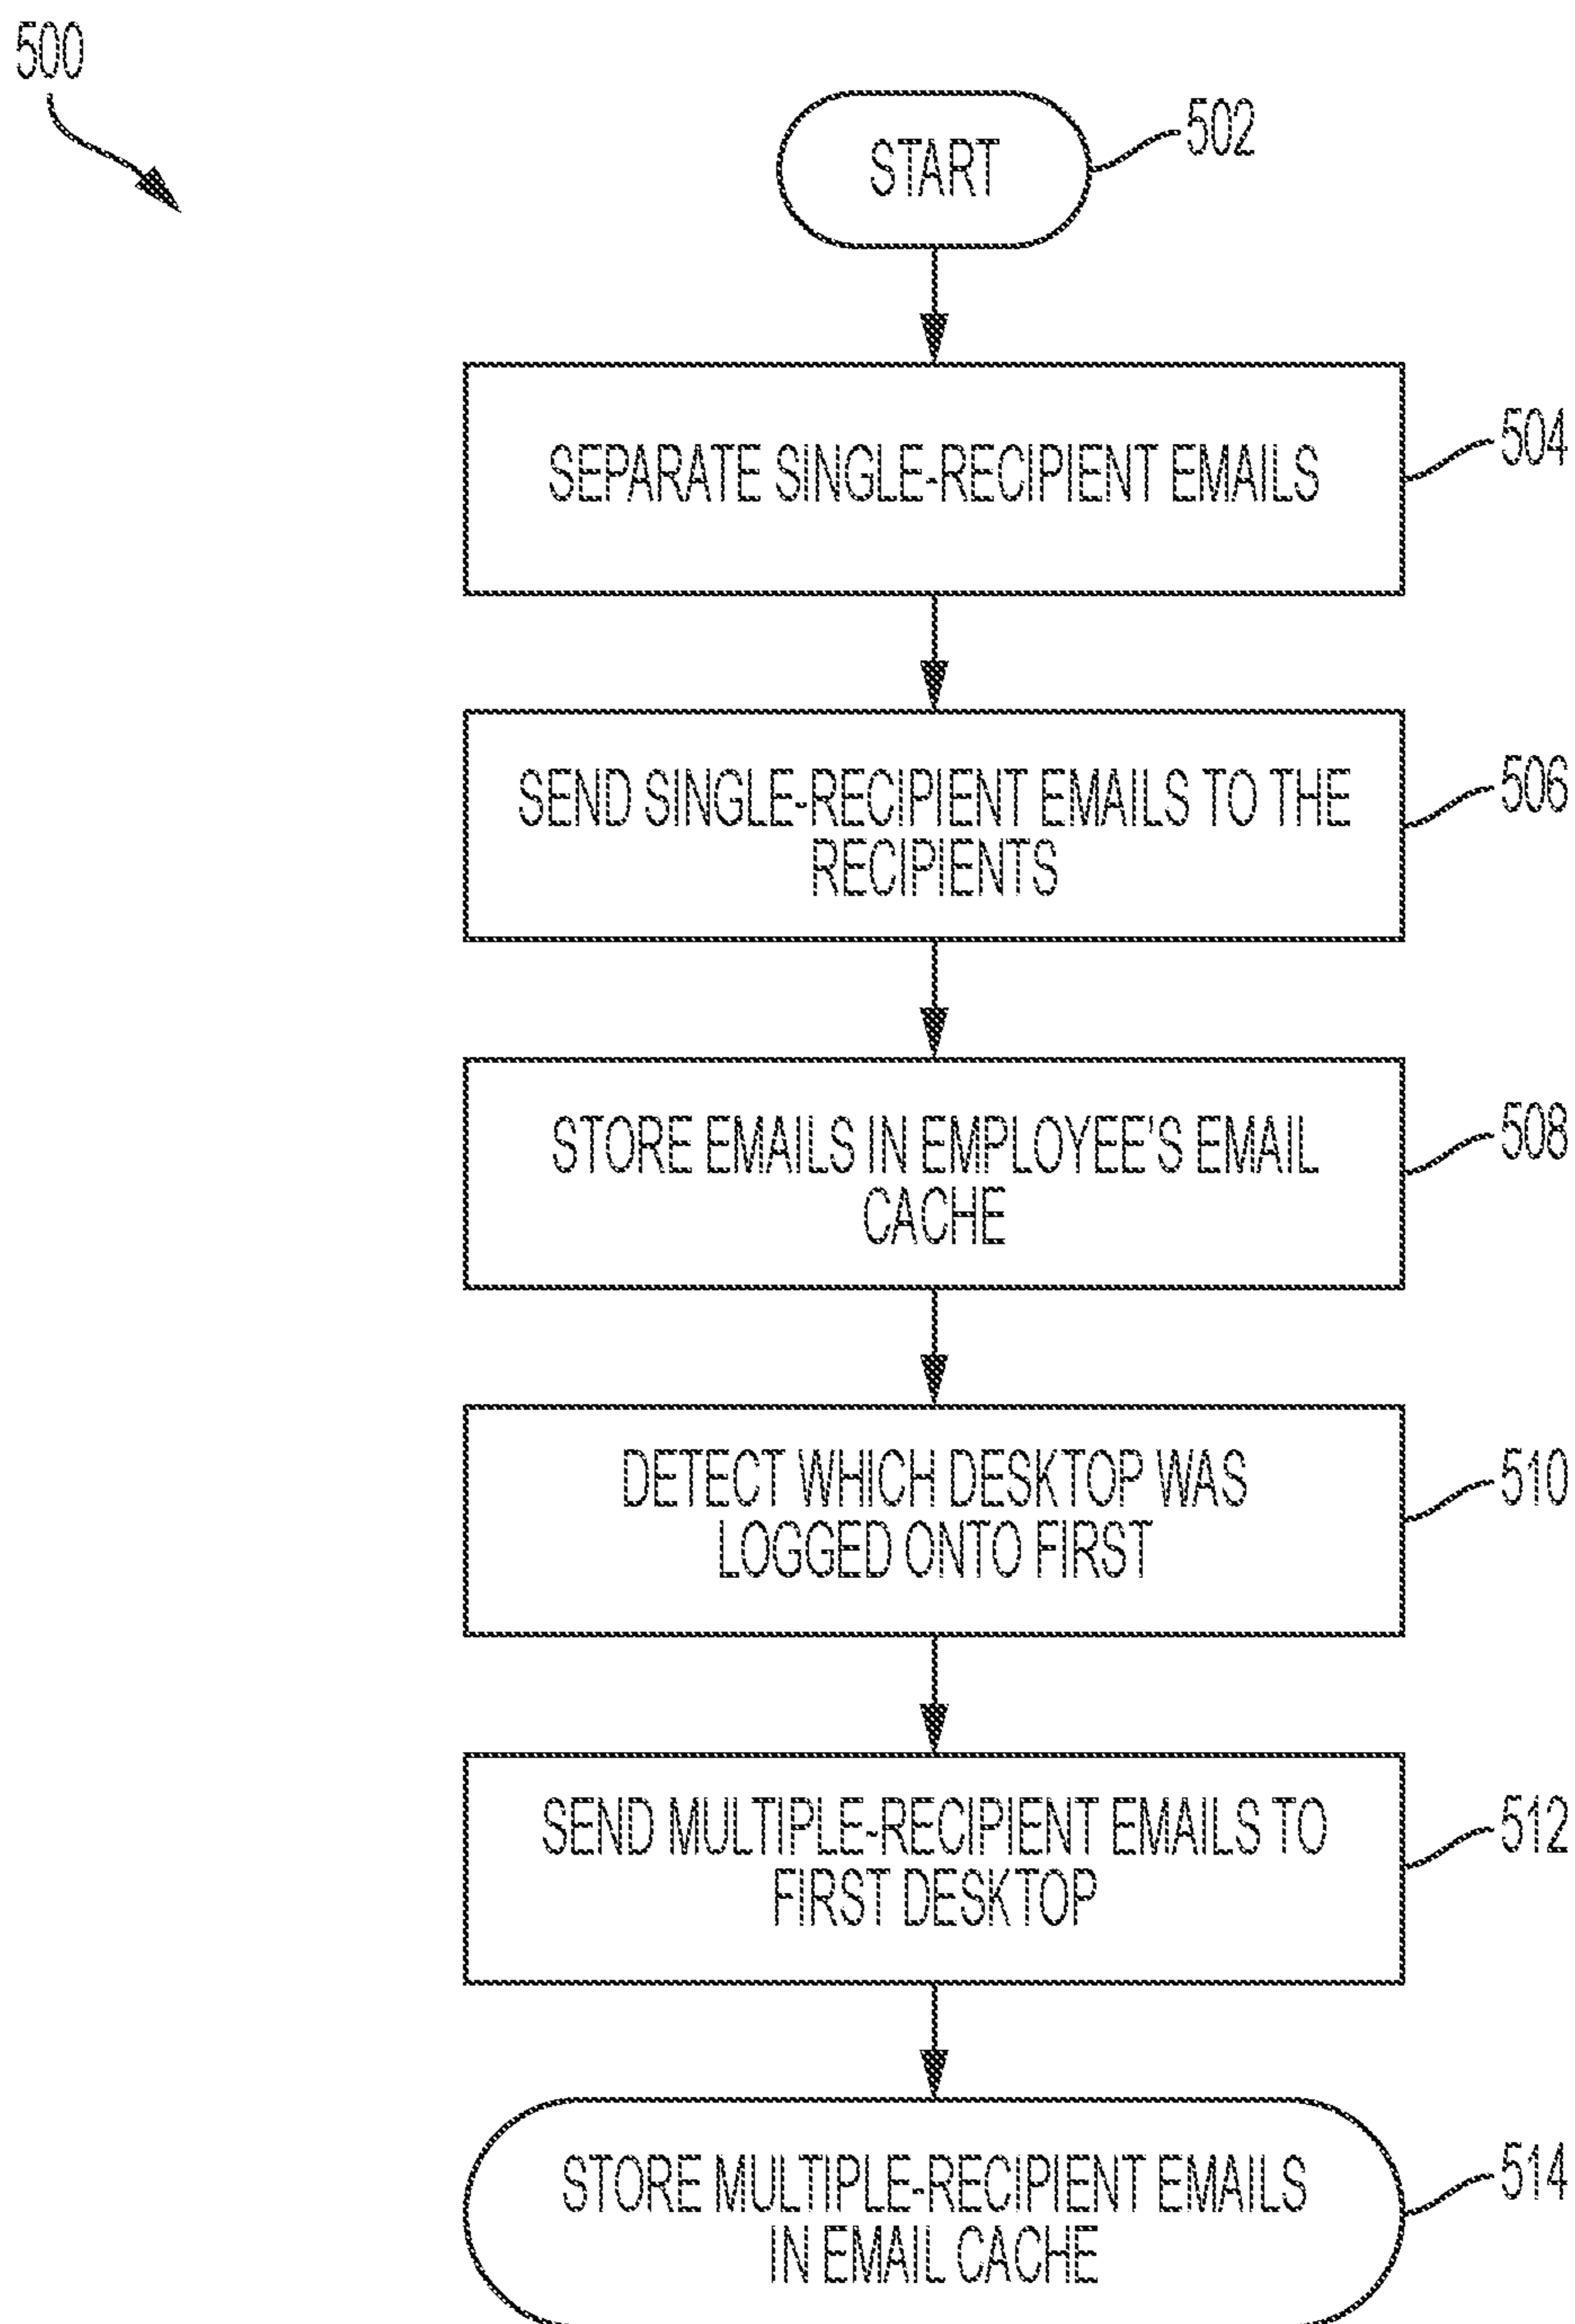 500
START
502
SEPARATE SINGLE-RECIPIENT EMAILS
504
SEND SINGLE-RECIPIENT EMAILS TO THE
RECIPIENTS
506
STORE EMAILS IN EMPLOYEE'S EMAIL
CACHE
508
DETECT WHICH DESKTOP WAS
LOGGED ONTO FIRST
510
SEND MULTIPLE-RECIPIENT EMAILS TO
FIRST DESKTOP
512
STORE MULTIPLE-RECIPIENT EMAILS
IN EMAIL CACHE
514